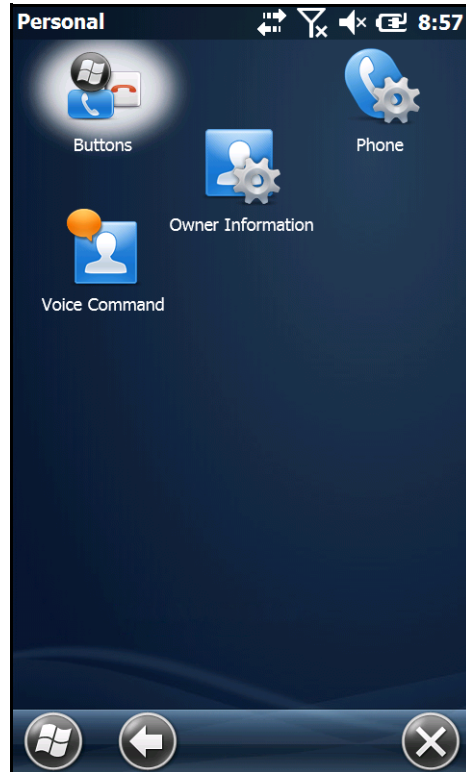 Personal
8:57
Buttons
Phone
Owner Information
Voice Command